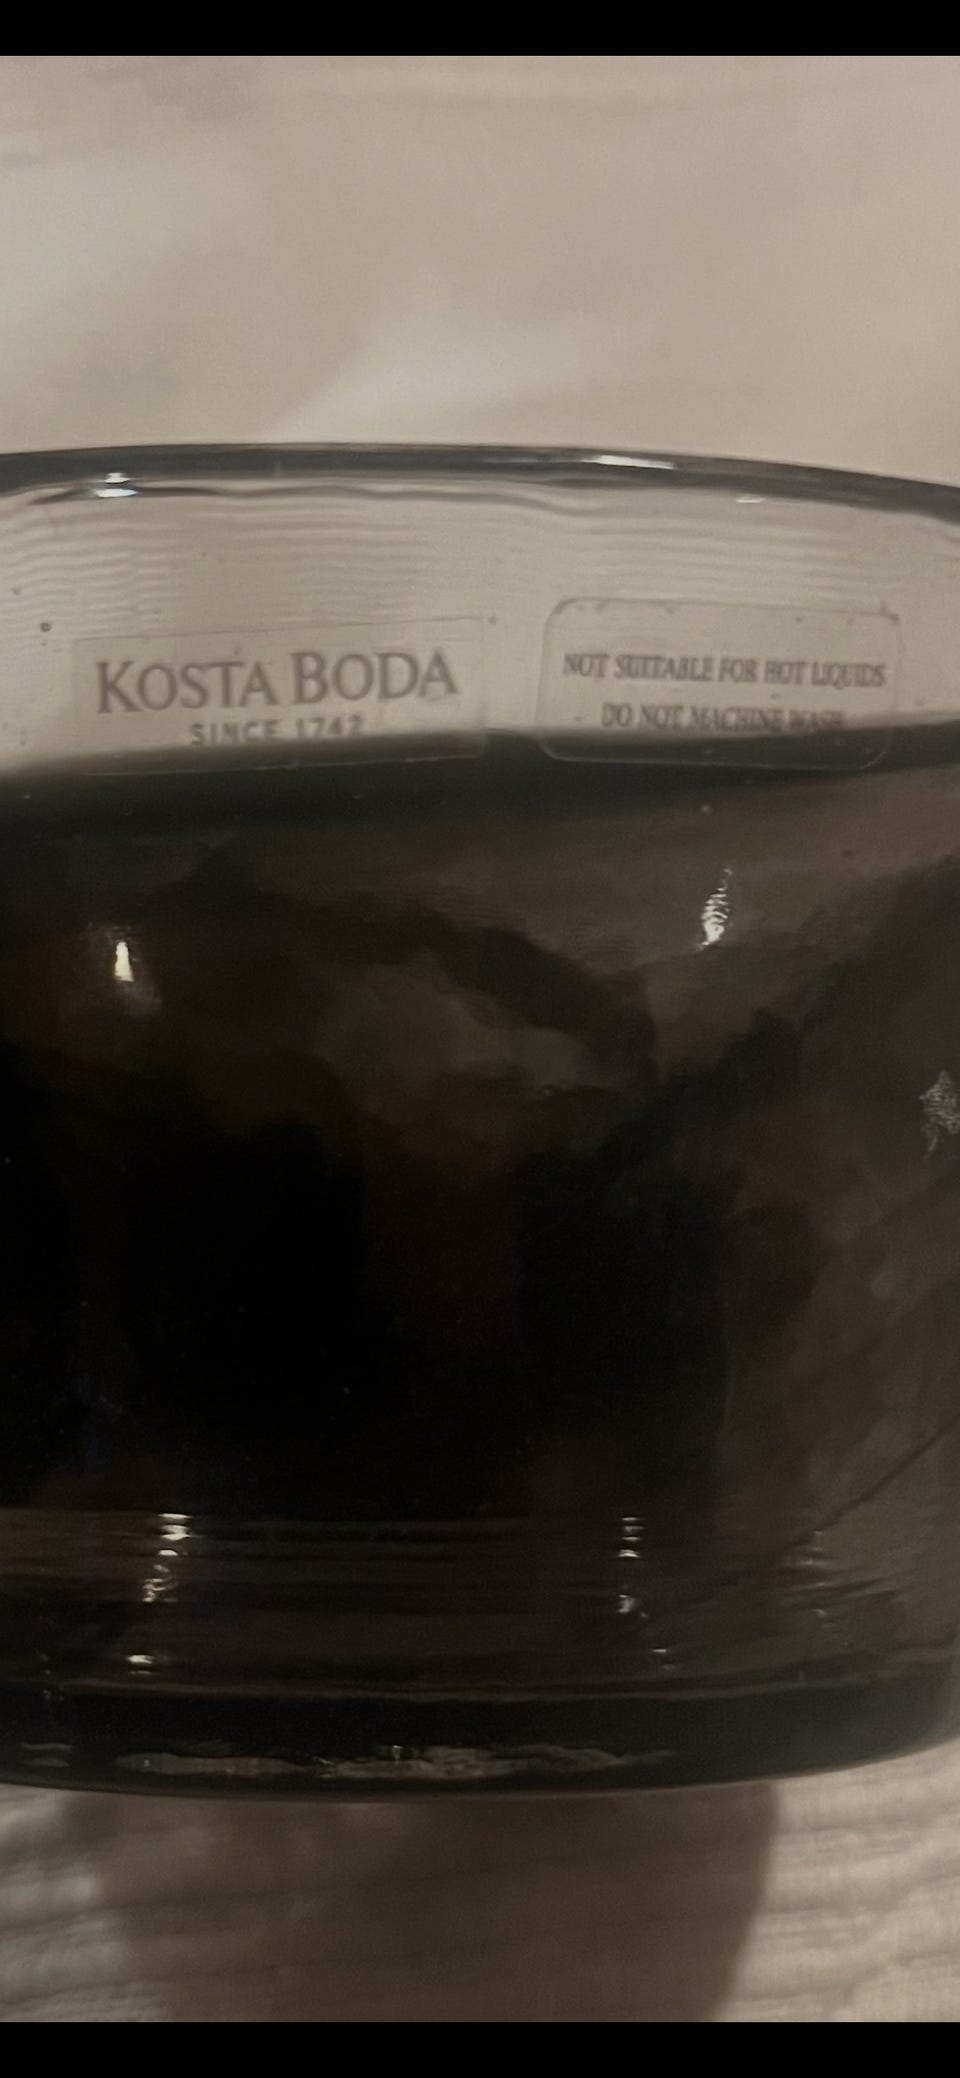 KOSTA BODA
SINCE 1742
NOT SUITABLE FOR HOT LIQUIDS
DO NOT MACHINE WASH